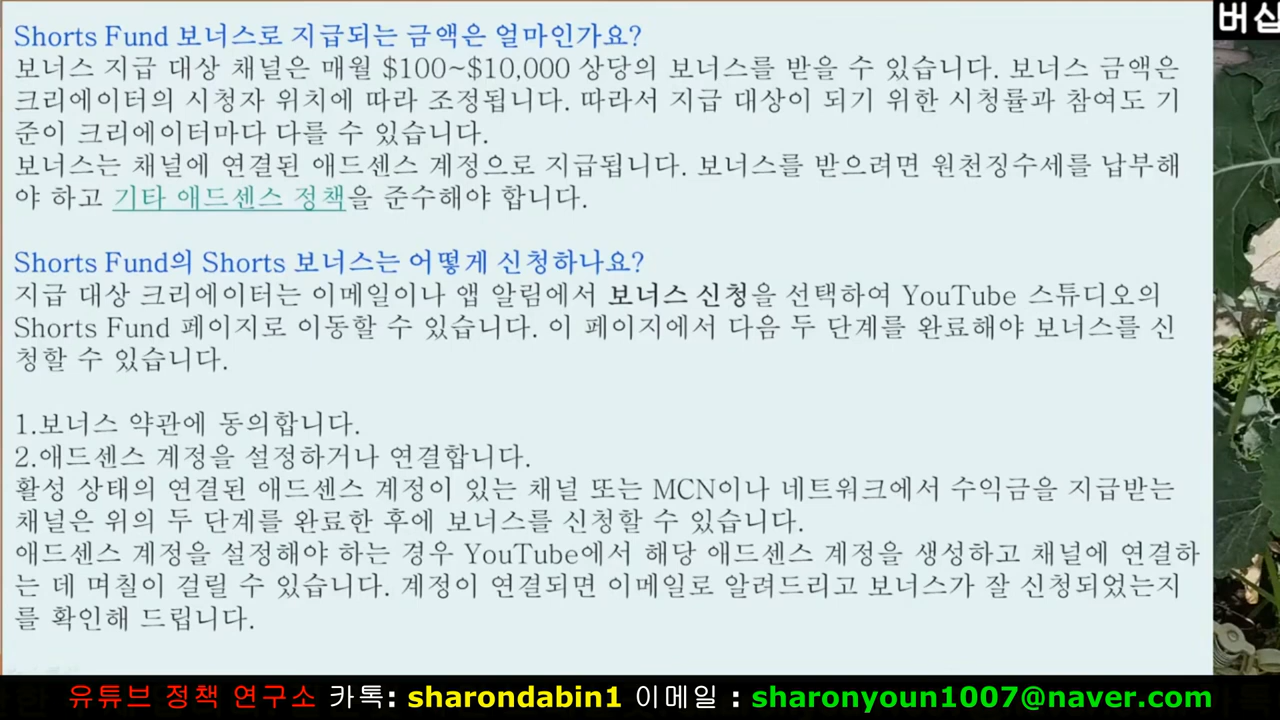 버십
Shorts Fund 보너스로 지급되는 금액은 얼마인가요?
보너스 지급 대상 채널은 매월 $100~$10,000 상당의 보너스를 받을 수 있습니다. 보너스 금액은
크리에이터의 시청자 위치에 따라 조정됩니다. 따라서 지급 대상이 되기 위한 시청률과 참여도 기
준이 크리에이터마다 다를 수 있습니다.
보너스는 채널에 연결된 애드센스 계정으로 지급됩니다. 보너스를 받으려면 원천징수세를 납부해
야 하고 기타 애드센스 정책을 준수해야 합니다.
Shorts Fund의 Shorts 보너스는 어떻게 신청하나요?
지급 대상 크리에이터는 이메일이나 앱 알림에서 보너스 신청을 선택하여 YouTube 스튜디오의
Shorts Fund 페이지로 이동할 수 있습니다. 이 페이지에서 다음 두 단계를 완료해야 보너스를 신
청할 수 있습니다.
1.보너스 약관에 동의합니다.
2.애드센스 계정을 설정하거나 연결합니다.
활성 상태의 연결된 애드센스 계정이 있는 채널 또는 MCN이나 네트워크에서 수익금을 지급받는
채널은 위의 두 단계를 완료한 후에 보너스를 신청할 수 있습니다.
애드센스 계정을 설정해야 하는 경우 YouTube에서 해당 애드센스 계정을 생성하고 채널에 연결하
는 데 며칠이 걸릴 수 있습니다. 계정이 연결되면 이메일로 알려드리고 보너스가 잘 신청되었는지
를 확인해 드립니다.
유튜브 정책 연구소 카톡: sharondabin1 이메일 : sharonyoun1007@naver.com